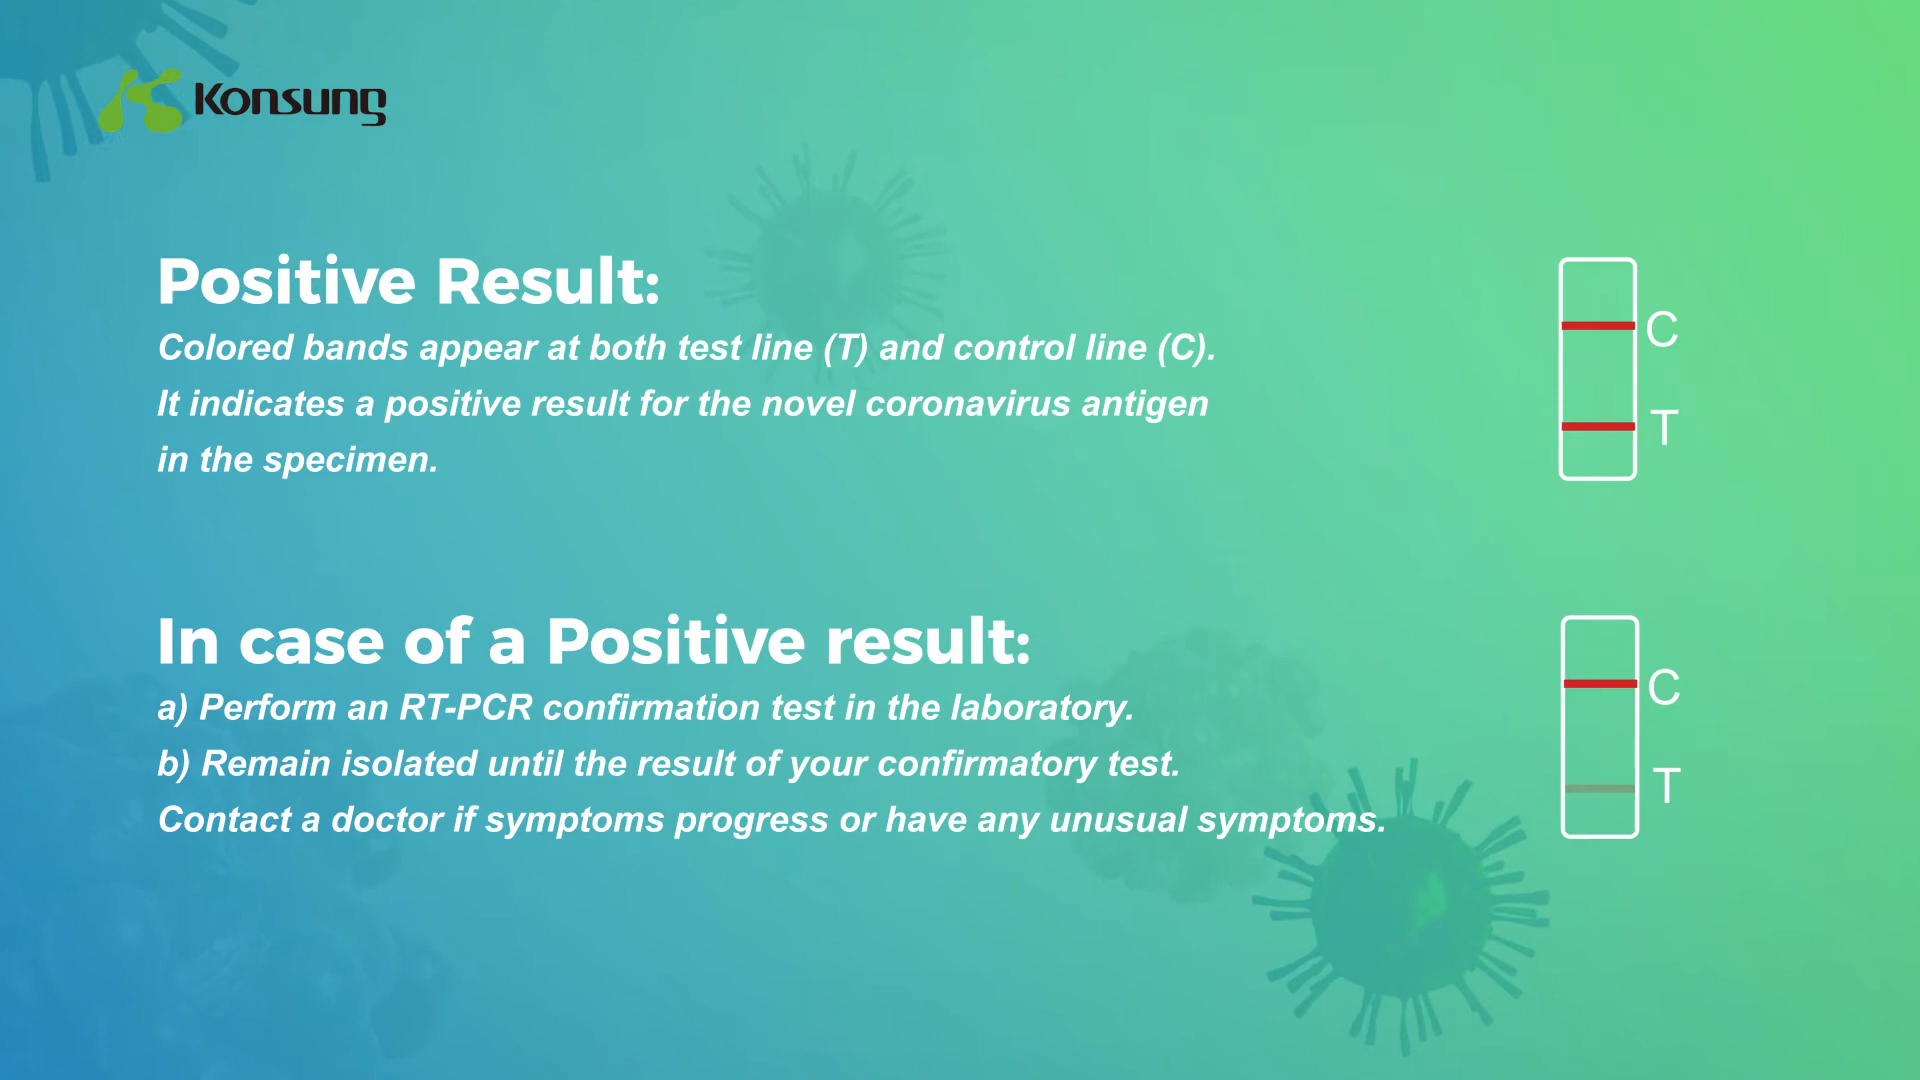 Konsung
Positive Result:
Colored bands appear at both test line (T) and control line (C).
It indicates a positive result for the novel coronavirus antigen
in the specimen.
C
T
In case of a Positive result:
a) Perform an RT-PCR confirmation test in the laboratory.
b) Remain isolated until the result of your confirmatory test.
Contact a doctor if symptoms progress or have any unusual symptoms.
C
T